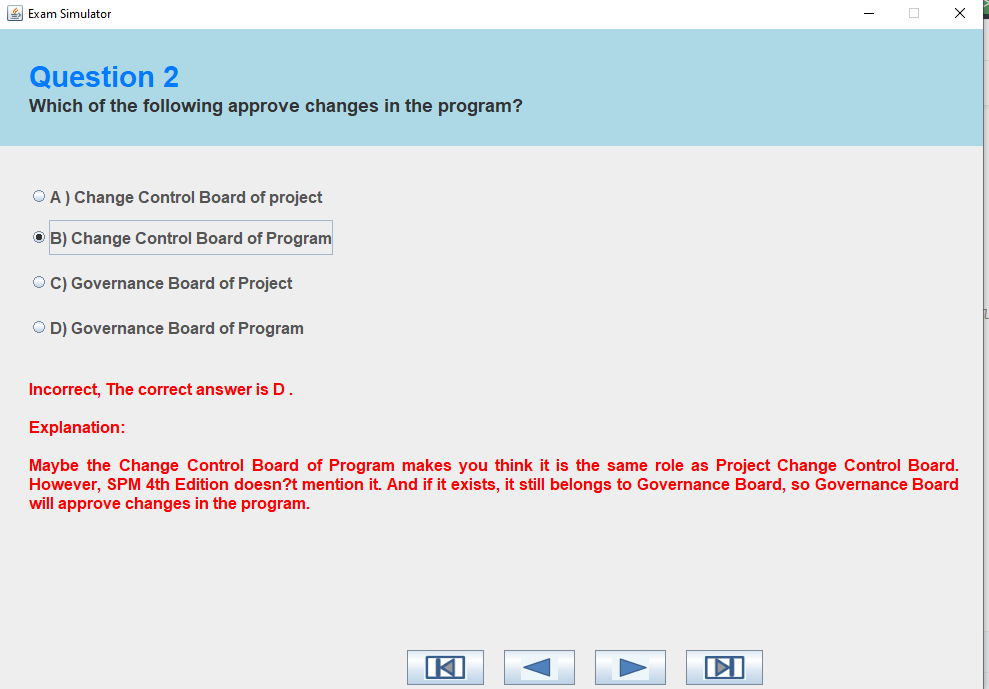 Exam Simulator
Question 2
Which of the following approve changes in the program?
A ) Change Control Board of project
B) Change Control Board of Program
C) Governance Board of Project
D) Governance Board of Program
Incorrect, The correct answer is D .
Explanation:
Maybe the Change Control Board of Program makes you think it is the same role as Project Change Control Board.
However, SPM 4th Edition doesn?t mention it. And if it exists, it still belongs to Governance Board, so Governance Board
will approve changes in the program.